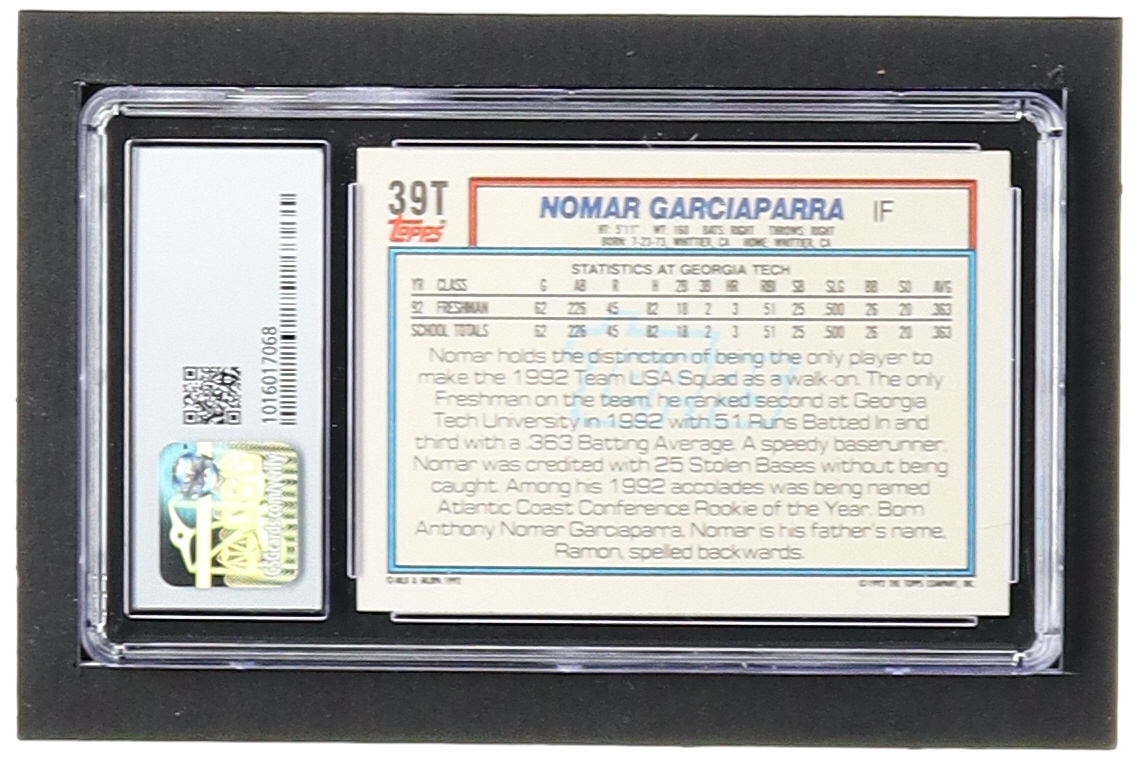 39T
topps
NOMAR GARCIAPARRA IF
HT: 5'11" WT: 160 BATS: RIGHT THROWS: RIGHT
BORN: 7-23-73, WHITTIER, CA HOME: WHITTIER, CA
STATISTICS AT GEORGIA TECH
YR CLASS G AB R H 2B 3B HR RBI SB SLG BB SO AVG
92 FRESHMAN 62 226 45 82 18 2 3 51 25 .500 26 20 .363
SCHOOL TOTALS 62 226 45 82 18 2 3 51 25 .500 26 20 .363
Nomar holds the distinction of being the only player to
make the 1992 Team USA Squad as a walk-on. The only
Freshman on the team, he ranked second at Georgia
Tech University in 1992 with 51 Runs Batted In and
third with a .363 Batting Average. A speedy baserunner,
Nomar was credited with 25 Stolen Bases without being
caught. Among his 1992 accolades was being named
Atlantic Coast Conference Rookie of the Year. Born
Anthony Nomar Garciaparra, Nomar is his father's name,
Ramon, spelled backwards.
© 1992 THE TOPPS COMPANY, INC.
1016017068